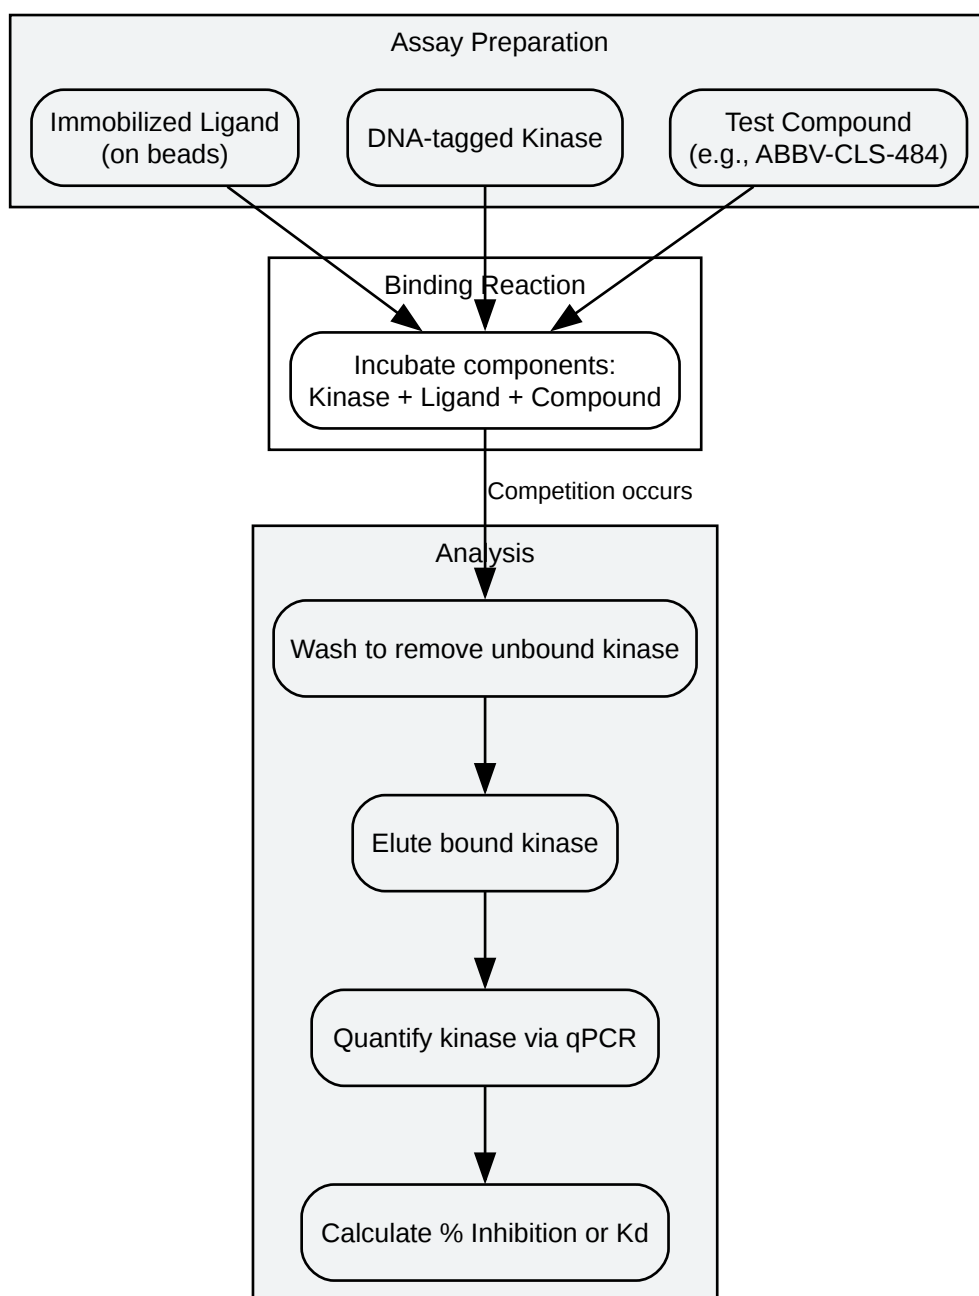 Assay Preparation
Immobilized Ligand
(on beads)
DNA-tagged Kinase
Test Compound
(e.g., ABBV-CLS-484)
Binding Reaction
Incubate components:
Kinase + Ligand + Compound
Competition occurs
Analysis
Wash to remove unbound kinase
Elute bound kinase
Quantify kinase via qPCR
Calculate % Inhibition or Kd